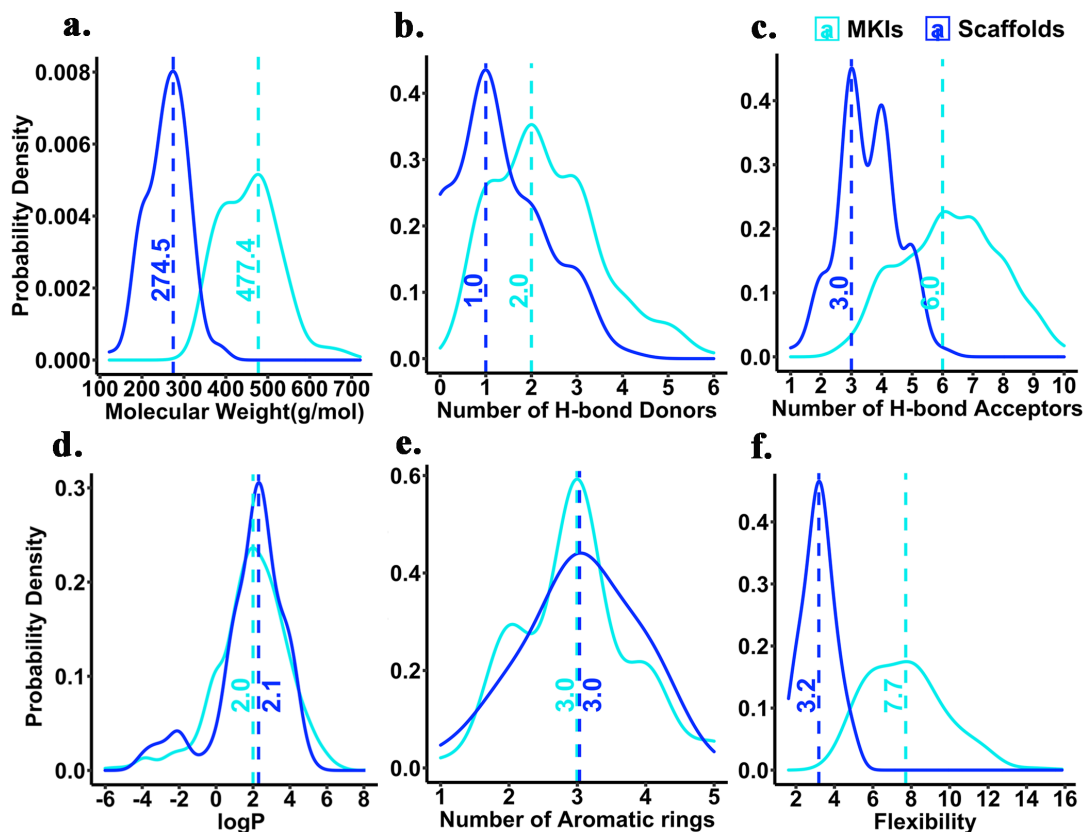 a.
b.
c.
a MKIs a Scaffolds
Probability Density
0.008
0.006
0.004
0.002
0.000
274.5
477.4
100 200 300 400 500 600 700
Molecular Weight(g/mol)
0.4
0.3
0.2
0.1
0.0
1.0
2.0
0 1 2 3 4 5 6
Number of H-bond Donors
0.4
0.3
0.2
0.1
0.0
3.0
6.0
1 2 3 4 5 6 7 8 9 10
Number of H-bond Acceptors
d.
e.
f.
Probability Density
0.3
0.2
0.1
0.0
2.0
2.1
-6 -4 -2 0 2 4 6 8
logP
0.6
0.4
0.2
0.0
3.0
3.0
1 2 3 4 5
Number of Aromatic rings
0.4
0.3
0.2
0.1
0.0
3.2
7.7
2 4 6 8 10 12 14 16
Flexibility